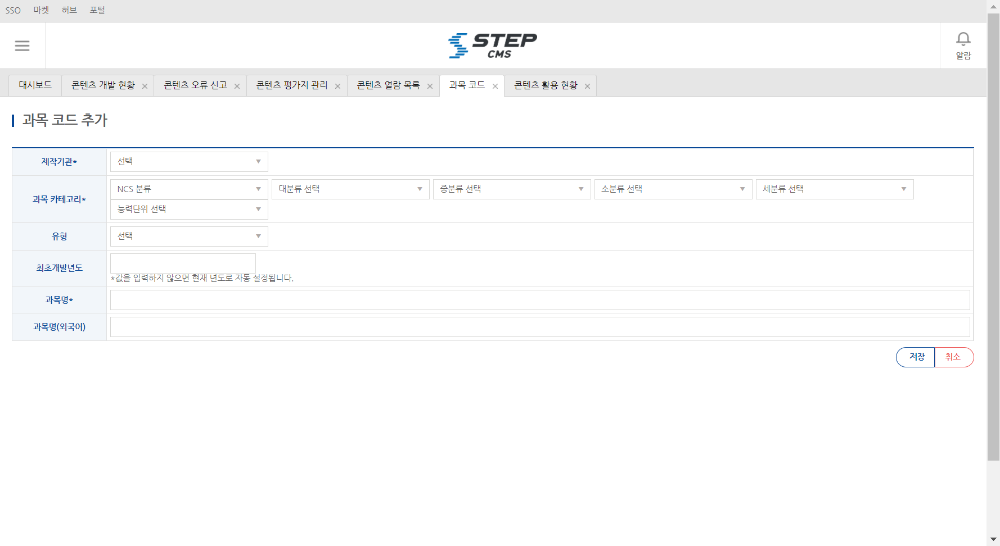 SSO 마켓 허브 포털
STEP
CMS
알람
대시보드 콘텐츠 개발 현황 × 콘텐츠 오류 신고 × 콘텐츠 평가지 관리 × 콘텐츠 열람 목록 × 과목 코드 × 콘텐츠 활용 현황 ×
과목 코드 추가
제작기관* 선택
과목 카테고리* NCS 분류 대분류 선택 중분류 선택 소분류 선택 세분류 선택
능력단위 선택
유형 선택
최초개발년도
*값을 입력하지 않으면 현재 년도로 자동 설정됩니다.
과목명*
과목명(외국어)
저장 취소